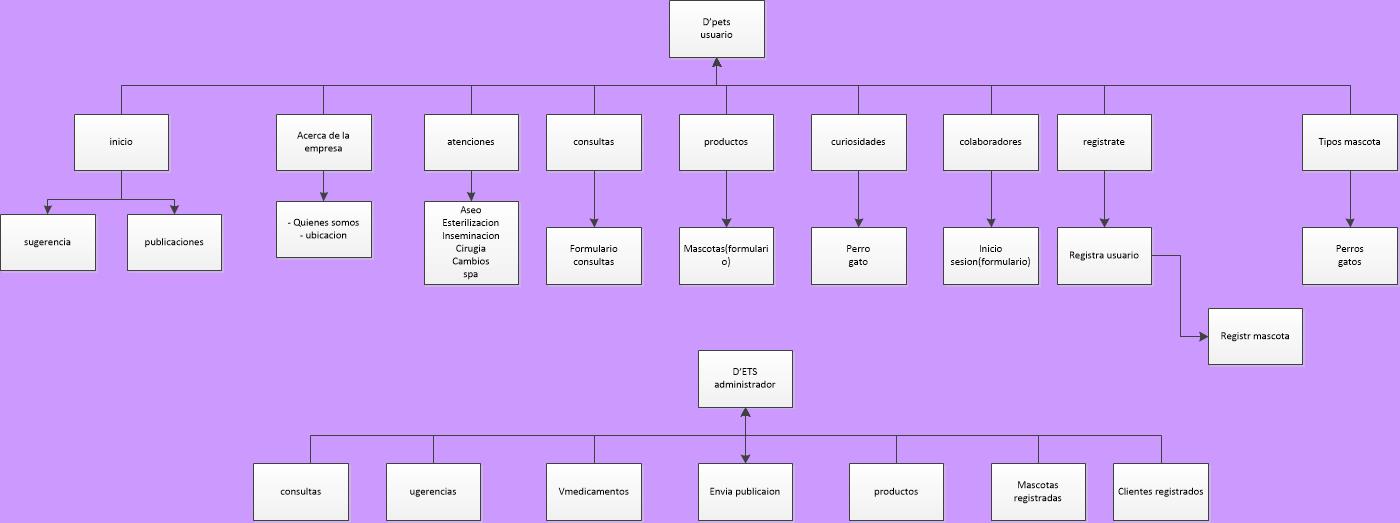 D'pets
usuario
inicio
Acerca de la
empresa
atenciones
consultas
productos
curiosidades
colaboradores
registrate
Tipos mascota
sugerencia
publicaciones
- Quienes somos
- ubicacion
Aseo
Esterilizacion
Inseminacion
Cirugia
Cambios
spa
Formulario
consultas
Mascotas(formulari
o)
Perro
gato
Inicio
sesion(formulario)
Registra usuario
Perros
gatos
Registr mascota
D'ETS
administrador
consultas
ugerencias
Vmedicamentos
Envia publicaion
productos
Mascotas
registradas
Clientes registrados